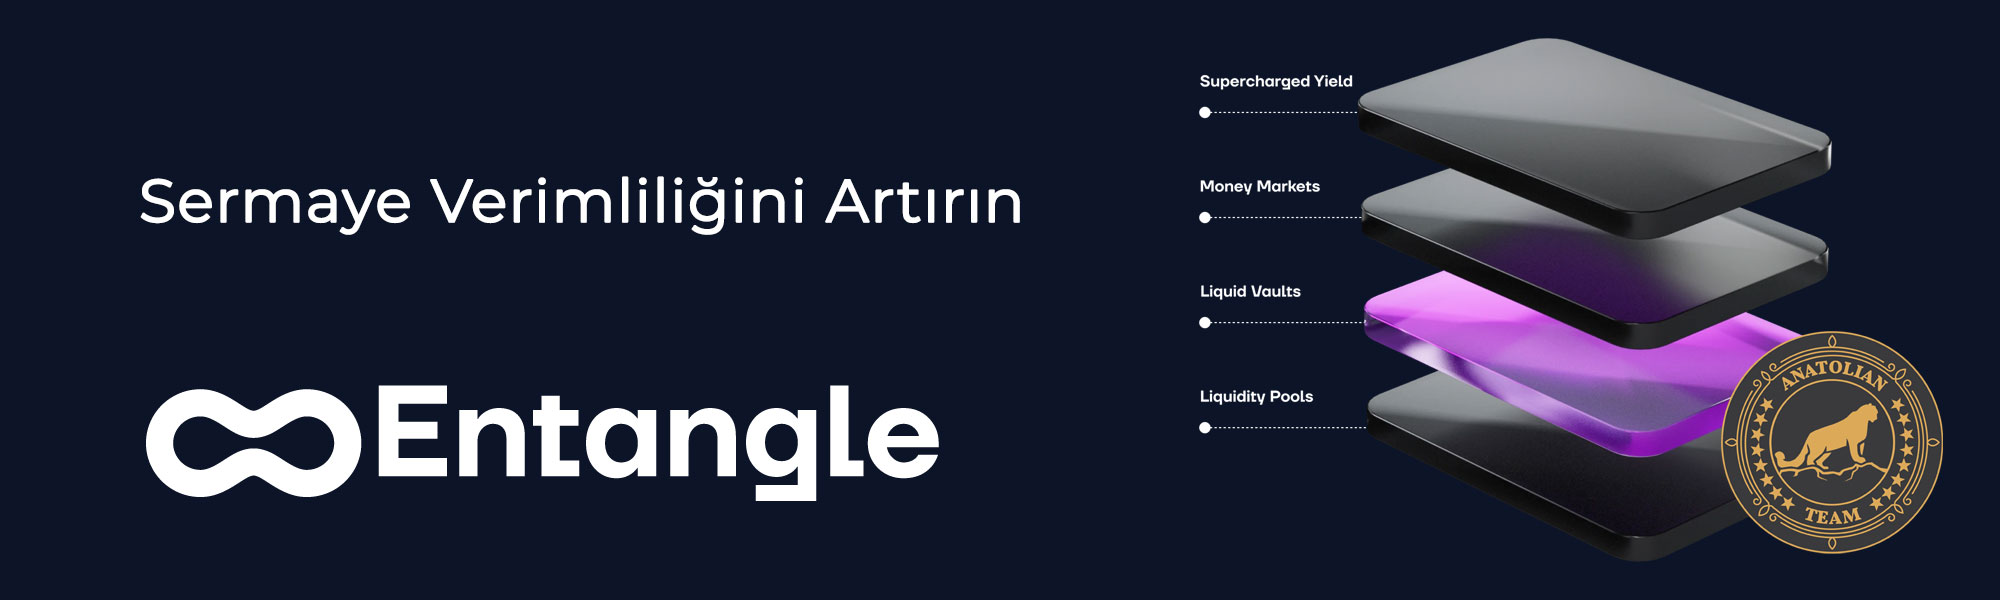 Sermaye Verimliliğini Artırın
Entangle
Supercharged Yield
Money Markets
Liquid Vaults
Liquidity Pools
ANATOLIAN
TEAM